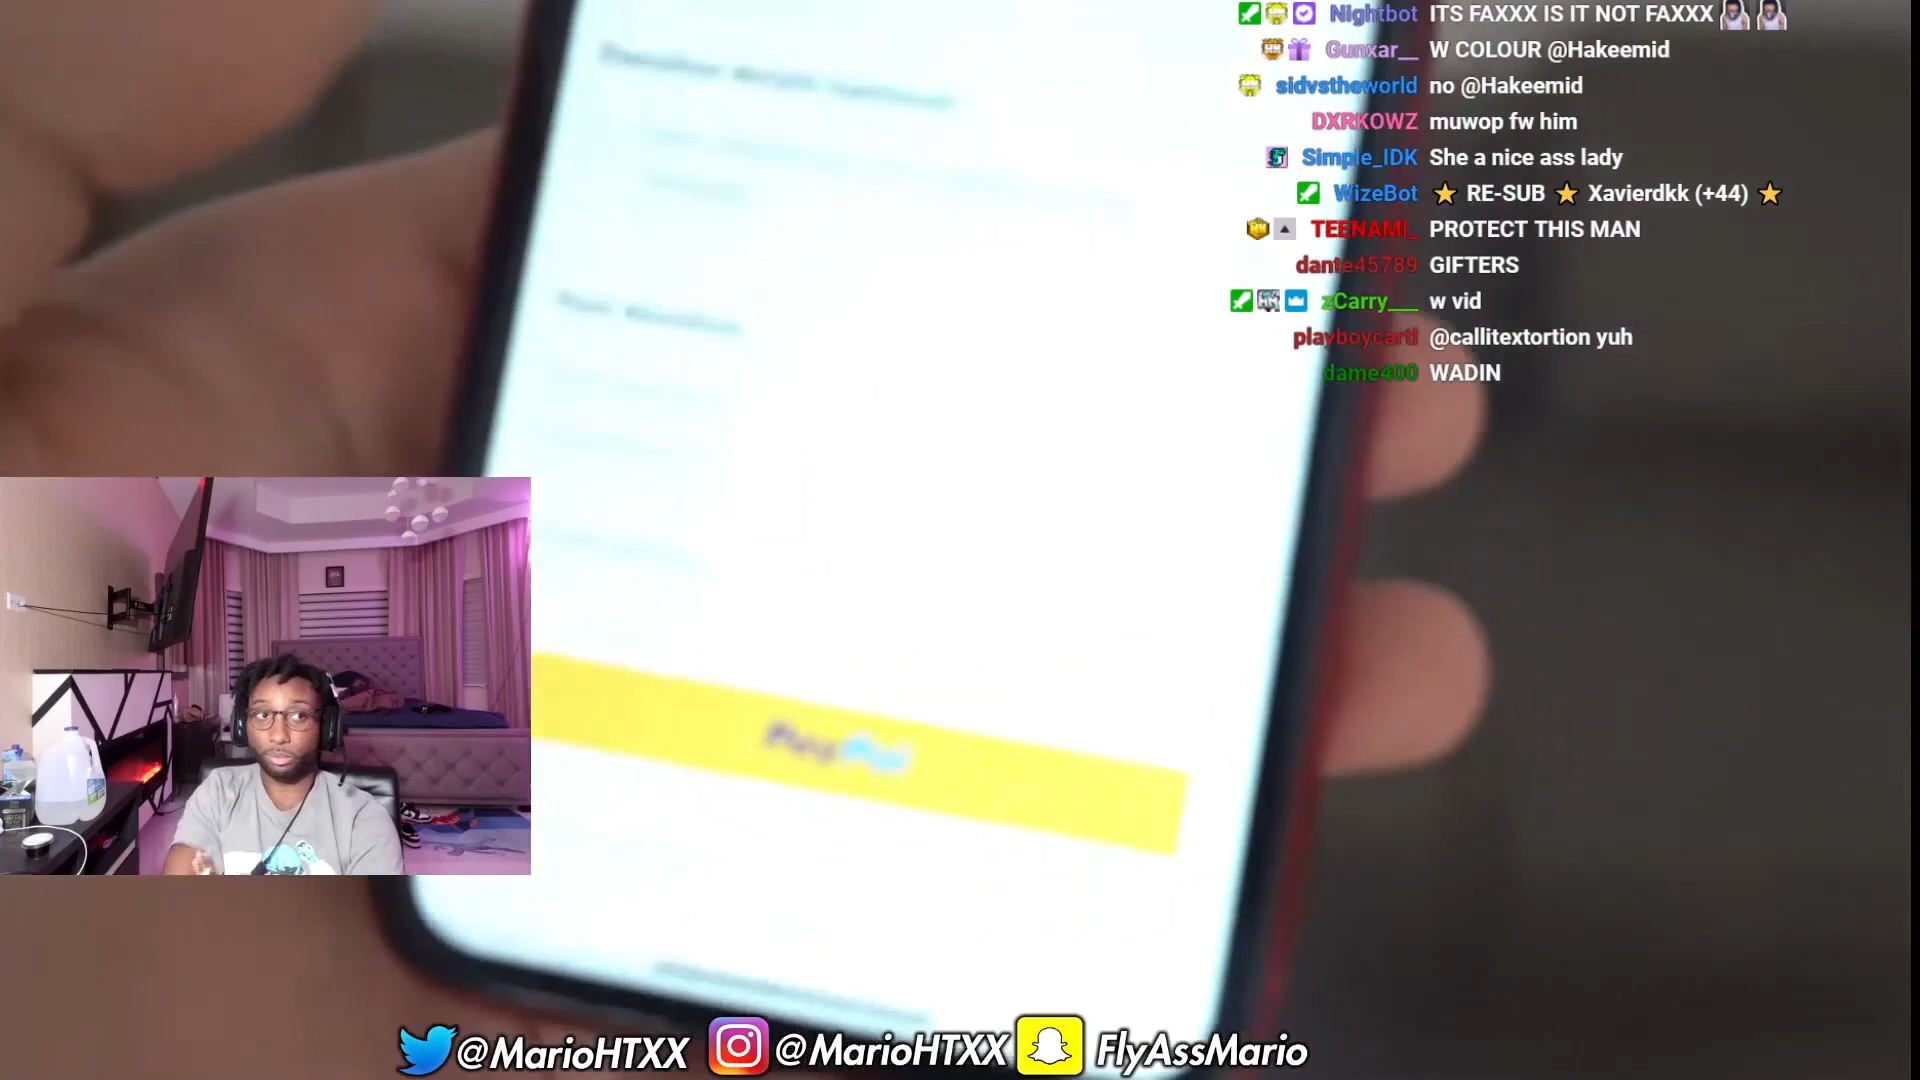 Nightbot ITS FAXXX IS IT NOT FAXXX
Gunxar__ W COLOUR @Hakeemid
sidvstheworld no @Hakeemid
DXRKOWZ muwop fw him
Simple_IDK She a nice ass lady
WizeBot RE-SUB Xavierdkk (+44)
TEENAMI_ PROTECT THIS MAN
dante45789 GIFTERS
zCarry___ w vid
playboycarti @callitextortion yuh
dame400 WADIN
PayPal
@MarioHTXX @MarioHTXX FlyAssMario